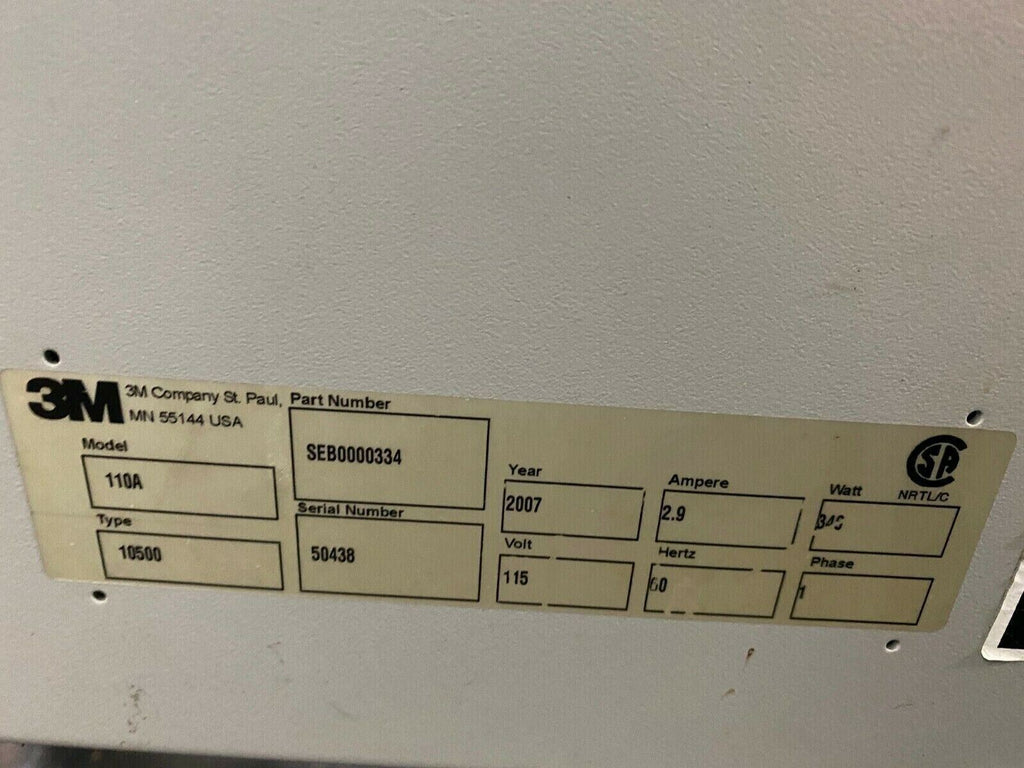 3M
3M Company St. Paul,
MN 55144 USA
Model
110A
Type
10500
Part Number
SEB0000334
Serial Number
50438
Year
2007
Volt
115
Ampere
2.9
Hertz
60
Watt
Phase
1
NRTL/C